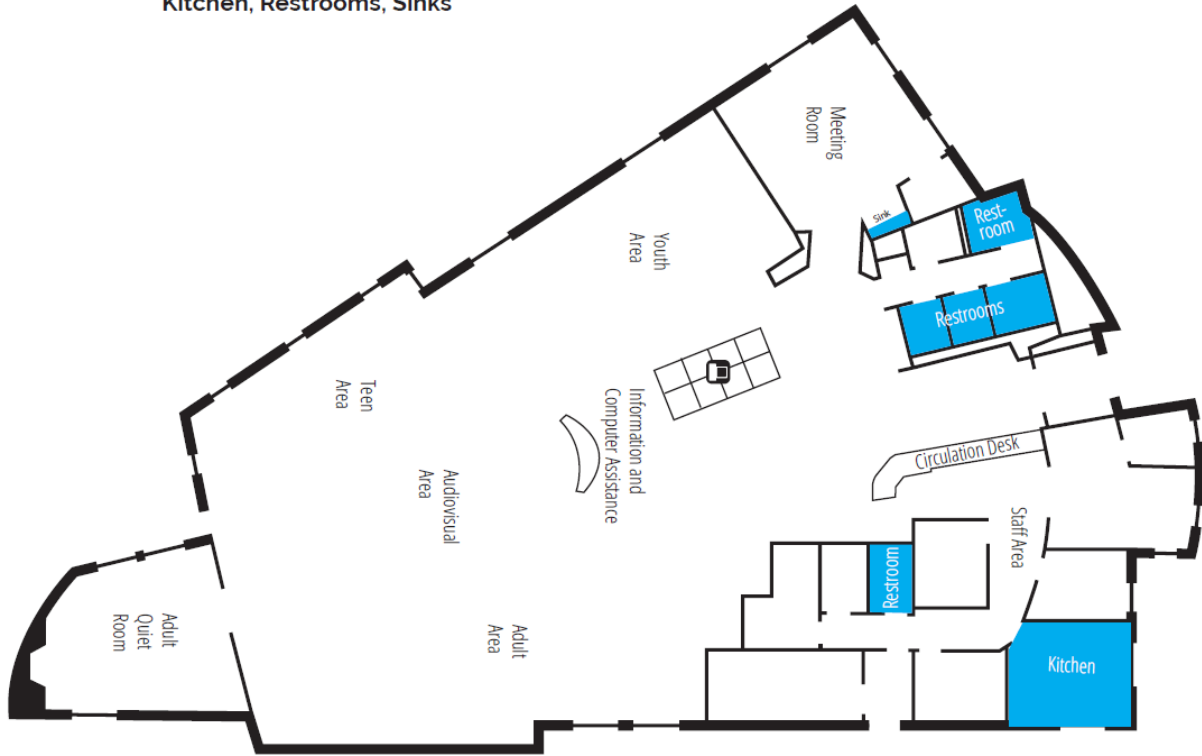 Kitchen, Restrooms, Sinks
Meeting
Room
Sink
Rest-
room
Youth
Area
Restrooms
Teen
Area
Information and
Computer Assistance
Circulation Desk
Audiovisual
Area
Staff Area
Restroom
Adult
Quiet
Room
Adult
Area
Kitchen